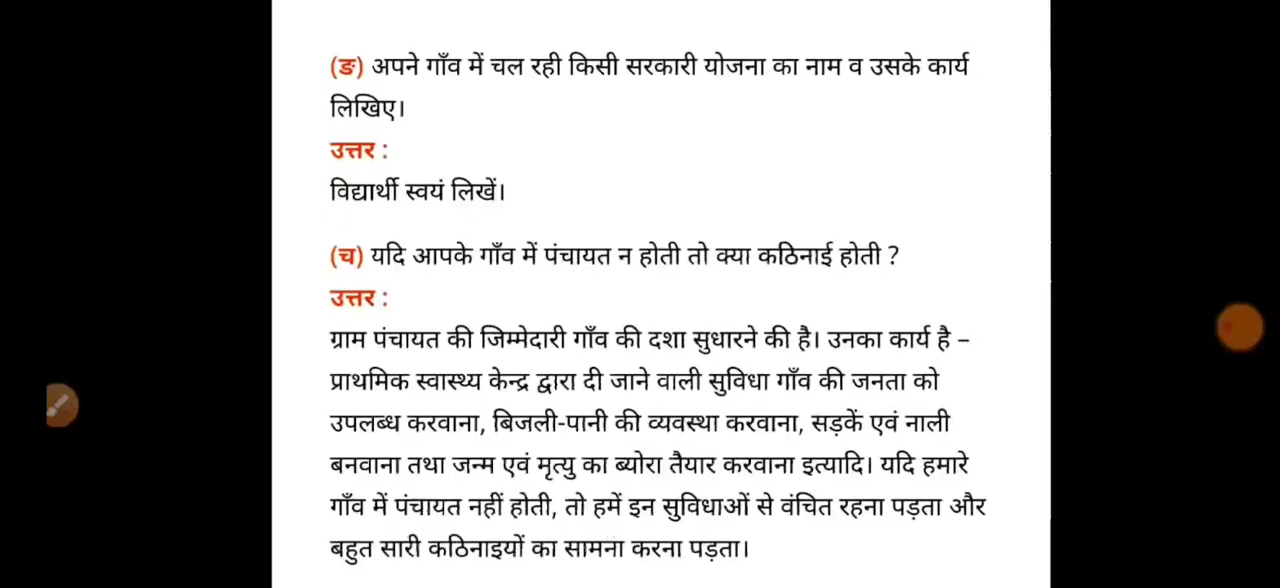 (ङ) अपने गाँव में चल रही किसी सरकारी योजना का नाम व उसके कार्य
लिखिए।
उत्तर :
विद्यार्थी स्वयं लिखें।
(च) यदि आपके गाँव में पंचायत न होती तो क्या कठिनाई होती ?
उत्तर :
ग्राम पंचायत की जिम्मेदारी गाँव की दशा सुधारने की है। उनका कार्य है –
प्राथमिक स्वास्थ्य केन्द्र द्वारा दी जाने वाली सुविधा गाँव की जनता को
उपलब्ध करवाना, बिजली-पानी की व्यवस्था करवाना, सड़कें एवं नाली
बनवाना तथा जन्म एवं मृत्यु का ब्योरा तैयार करवाना इत्यादि। यदि हमारे
गाँव में पंचायत नहीं होती, तो हमें इन सुविधाओं से वंचित रहना पड़ता और
बहुत सारी कठिनाइयों का सामना करना पड़ता।